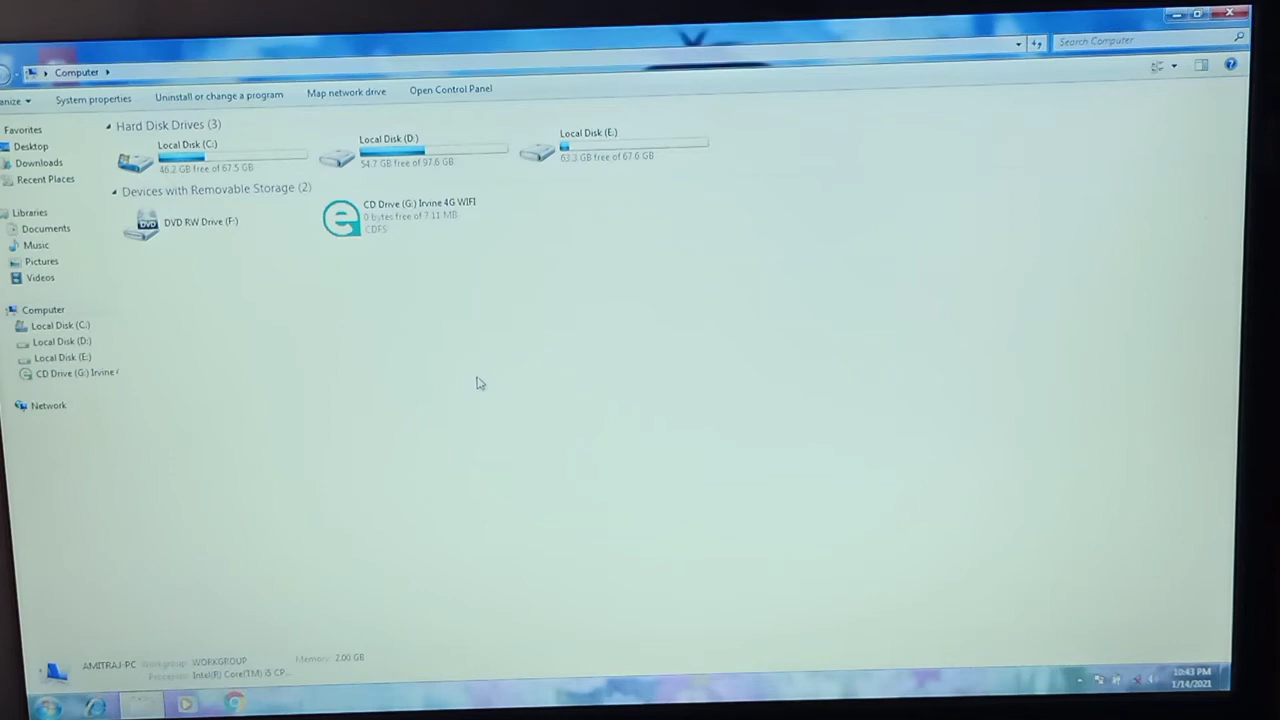 Search Computer
Computer
anize
System properties
Uninstall or change a program
Map network drive
Open Control Panel
Favorites
Desktop
Downloads
Recent Places
Libraries
Documents
Music
Pictures
Videos
Computer
Local Disk (C:)
Local Disk (D:)
Local Disk (E:)
CD Drive (G:) Irvine
Network
Hard Disk Drives (3)
Local Disk (C:)
46.2 GB free of 67.5 GB
Local Disk (D:)
54.7 GB free of 97.6 GB
Local Disk (E:)
63.3 GB free of 67.6 GB
Devices with Removable Storage (2)
DVD
DVD RW Drive (F:)
CD Drive (G:) Irvine 4G WIFI
0 bytes free of 7.11 MB
CDFS
AMITRAJ-PC
Workgroup: WORKGROUP
Memory: 2.00 GB
Processor: Intel(R) Core(TM) i5 CP...
10:43 PM
1/14/2021